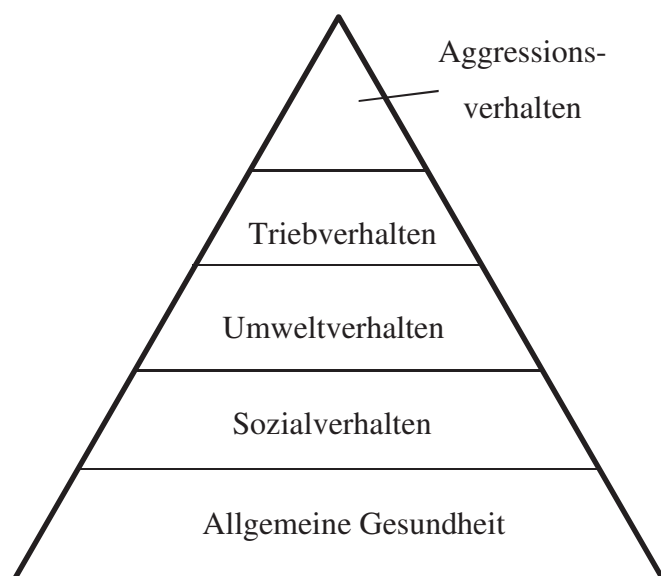 Aggressions-
verhalten
Triebverhalten
Umweltverhalten
Sozialverhalten
Allgemeine Gesundheit